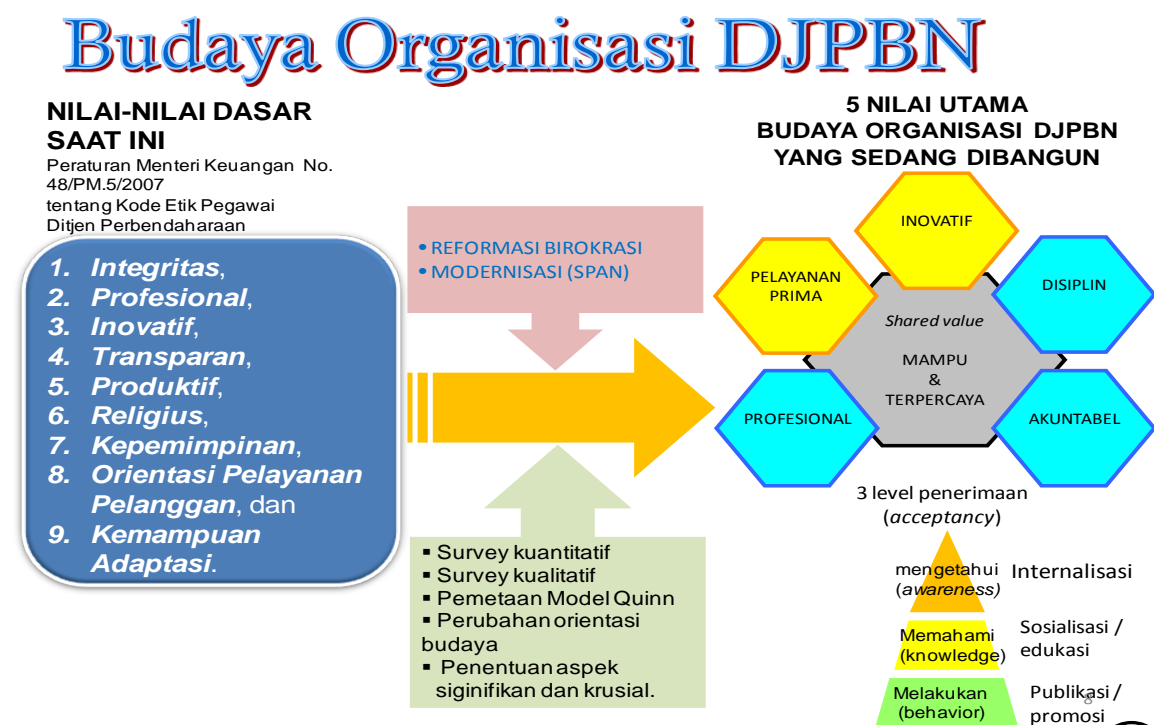 Budaya Organisasi DJPBN
NILAI-NILAI DASAR
SAAT INI
Peraturan Menteri Keuangan No.
48/PM.5/2007
tentang Kode Etik Pegawai
Ditjen Perbendaharaan
1. Integritas,
2. Profesional,
3. Inovatif,
4. Transparan,
5. Produktif,
6. Religius,
7. Kepemimpinan,
8. Orientasi Pelayanan
Pelanggan, dan
9. Kemampuan
Adaptasi.
• REFORMASI BIROKRASI
• MODERNISASI (SPAN)
▪ Survey kuantitatif
▪ Survey kualitatif
▪ Pemetaan Model Quinn
▪ Perubahan orientasi
budaya
▪ Penentuan aspek
siginifikan dan krusial.
5 NILAI UTAMA
BUDAYA ORGANISASI DJPBN
YANG SEDANG DIBANGUN
INOVATIF
PELAYANAN
PRIMA
DISIPLIN
Shared value
MAMPU
&
TERPERCAYA
PROFESIONAL
AKUNTABEL
3 level penerimaan
(acceptancy)
mengetahui
(awareness)
Internalisasi
Memahami
(knowledge)
Sosialisasi /
edukasi
Melakukan
(behavior)
Publikasi /
promosi
8